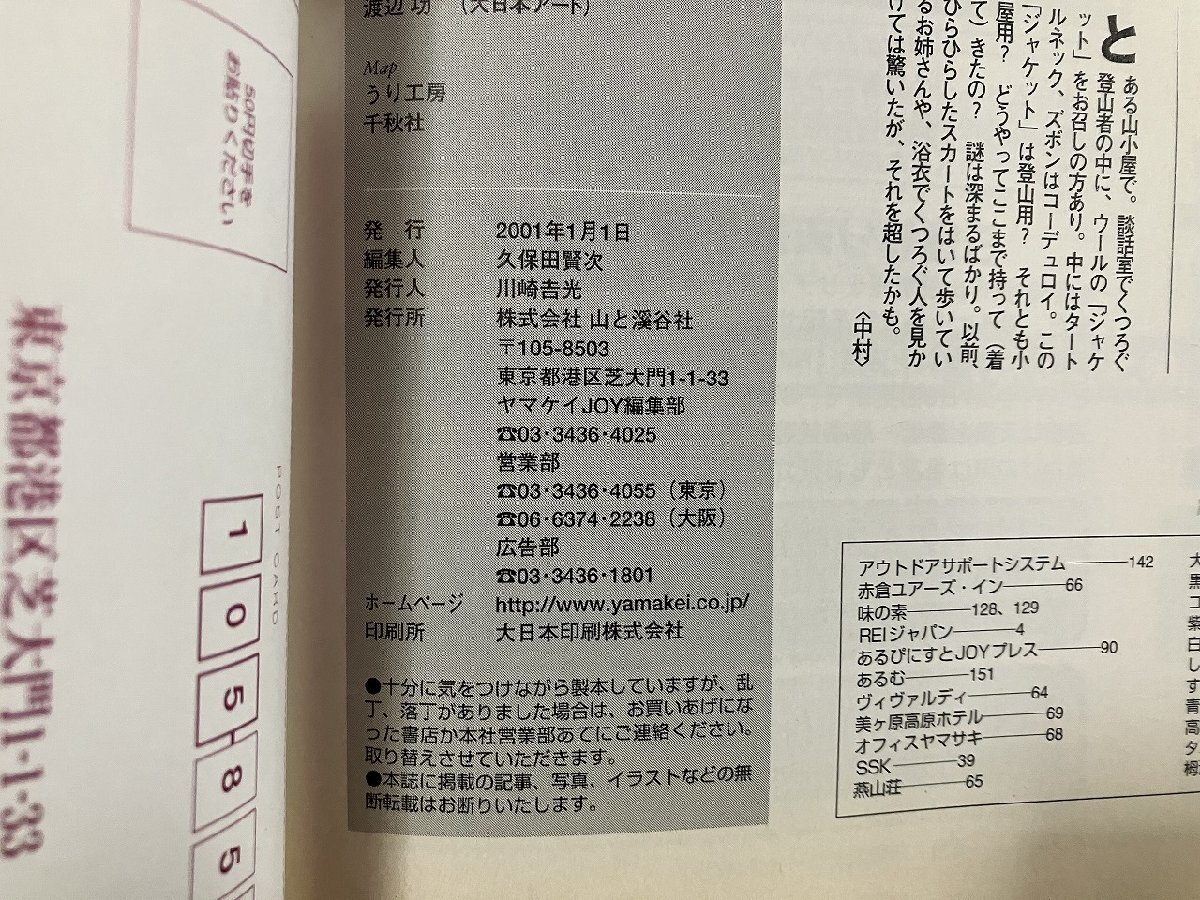 50円切手を
お貼りください
POST CARD
1 0 5-8 5
東京都港区芝大門1-1-33
渡辺 功 (大日本アート)
Map
うり工房
千秋社
発 行 2001年1月1日
編集人 久保田賢次
発行人 川崎吉光
発行所 株式会社 山と溪谷社
〒105-8503
東京都港区芝大門1-1-33
ヤマケイJOY編集部
☎03・3436・4025
営業部
☎03・3436・4055(東京)
☎06・6374・2238(大阪)
広告部
☎03・3436・1801
ホームページ http://www.yamakei.co.jp/
印刷所 大日本印刷株式会社
●十分に気をつけながら製本していますが、乱
丁、落丁がありました場合は、お買いあげにな
った書店か本社営業部あてにご連絡ください。
取り替えさせていただきます。
●本誌に掲載の記事、写真、イラストなどの無
断転載はお断りいたします。
と
ある山小屋で。談話室でくつろぐ
登山者の中に、ウールの「ジャケ
ット」をお召しの方あり。中にはタート
ルネック、ズボンはコーデュロイ。この
「ジャケット」は登山用? それとも小
屋用? どうやってここまで持って(着
て)きたの? 謎は深まるばかり。以前、
ひらひらしたスカートをはいて歩いてい
るお姉さんや、浴衣でくつろぐ人を見か
けては驚いたが、それを超したかも。
〈中村〉
アウトドアサポートシステム――142
赤倉ユアーズ・イン――66
味の素――128、129
REIジャパン――4
あるぴにすとJOYプレス――90
あるむ――151
ヴィヴァルディ――64
美ヶ原高原ホテル――69
オフィスヤマサキ――68
SSK――39
燕山荘――65